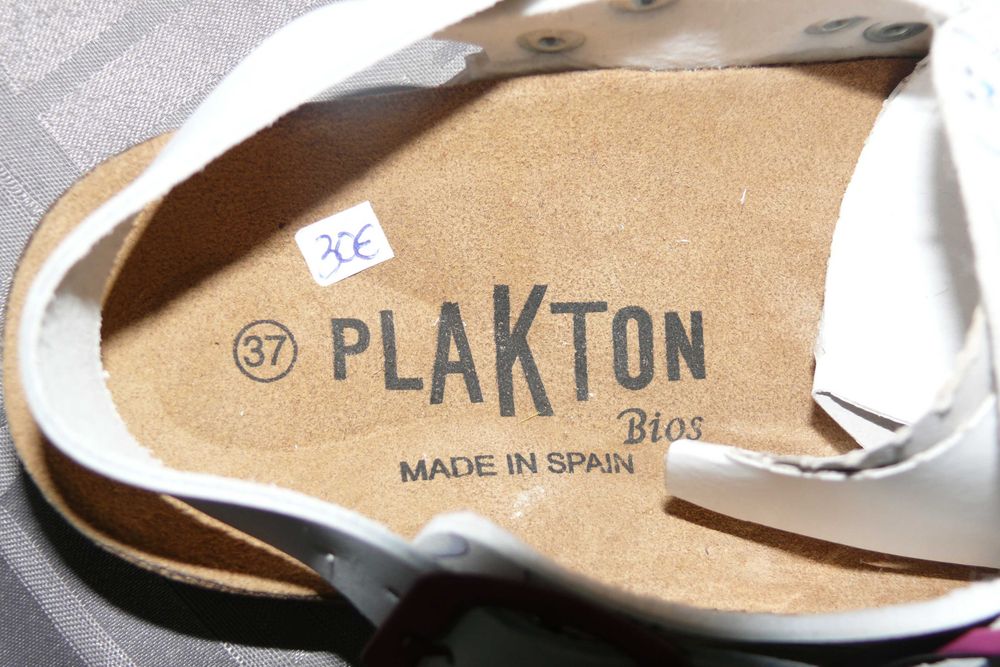 30€
37 PLAKTON
Bios
MADE IN SPAIN